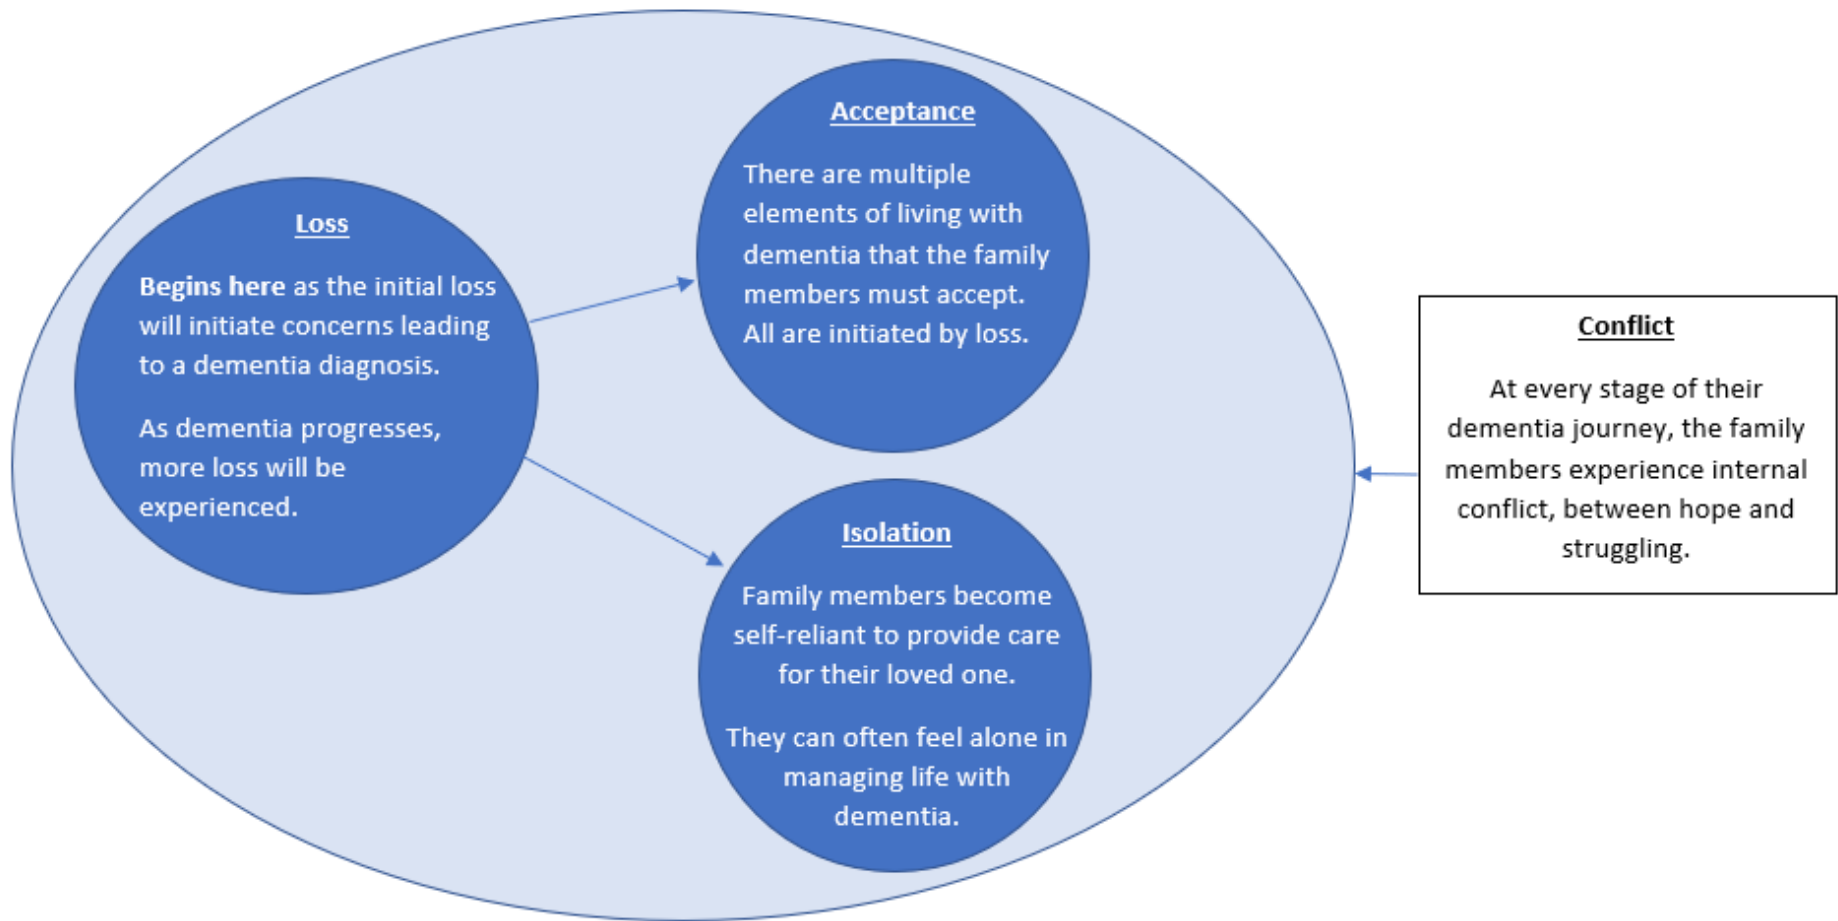 Loss
Begins here as the initial loss
will initiate concerns leading
to a dementia diagnosis.
As dementia progresses,
more loss will be
experienced.
Acceptance
There are multiple
elements of living with
dementia that the family
members must accept.
All are initiated by loss.
Isolation
Family members become
self-reliant to provide care
for their loved one.
They can often feel alone in
managing life with
dementia.
Conflict
At every stage of their
dementia journey, the family
members experience internal
conflict, between hope and
struggling.